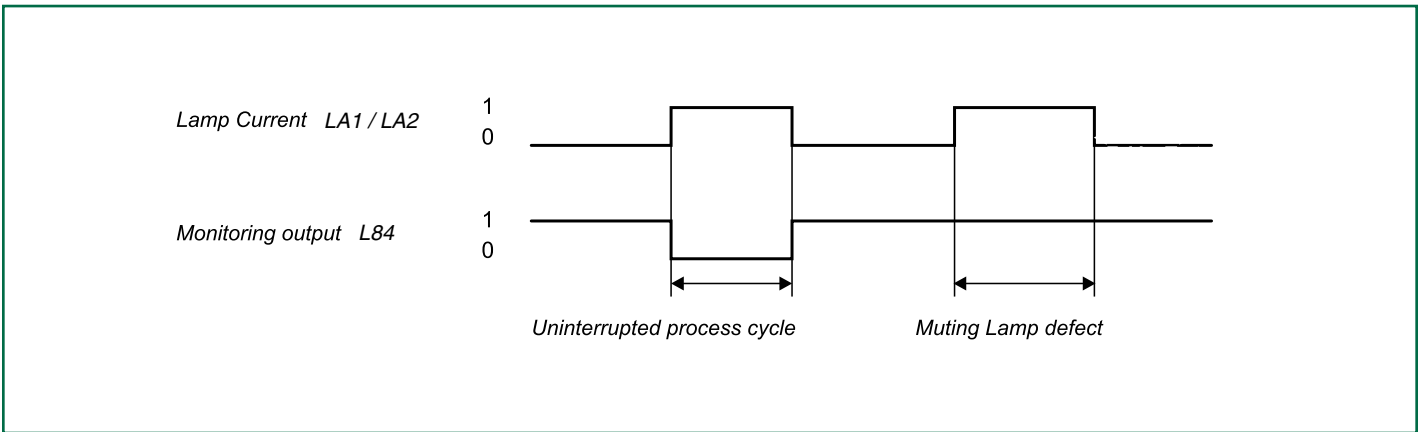 Lamp Current LA1 / LA2
1
0
Monitoring output L84
1
0
Uninterrupted process cycle
Muting Lamp defect